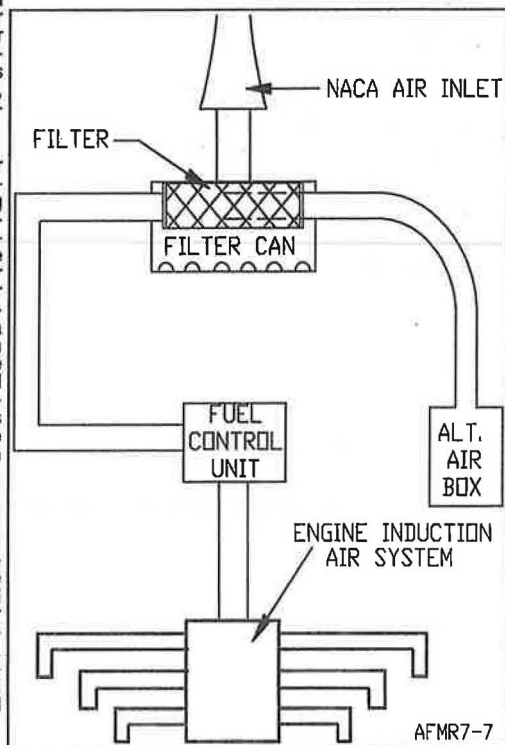 NACA AIR INLET
FILTER
FILTER CAN
FUEL
CONTROL
UNIT
ALT.
AIR
BOX
ENGINE INDUCTION
AIR SYSTEM
AFMR7-7